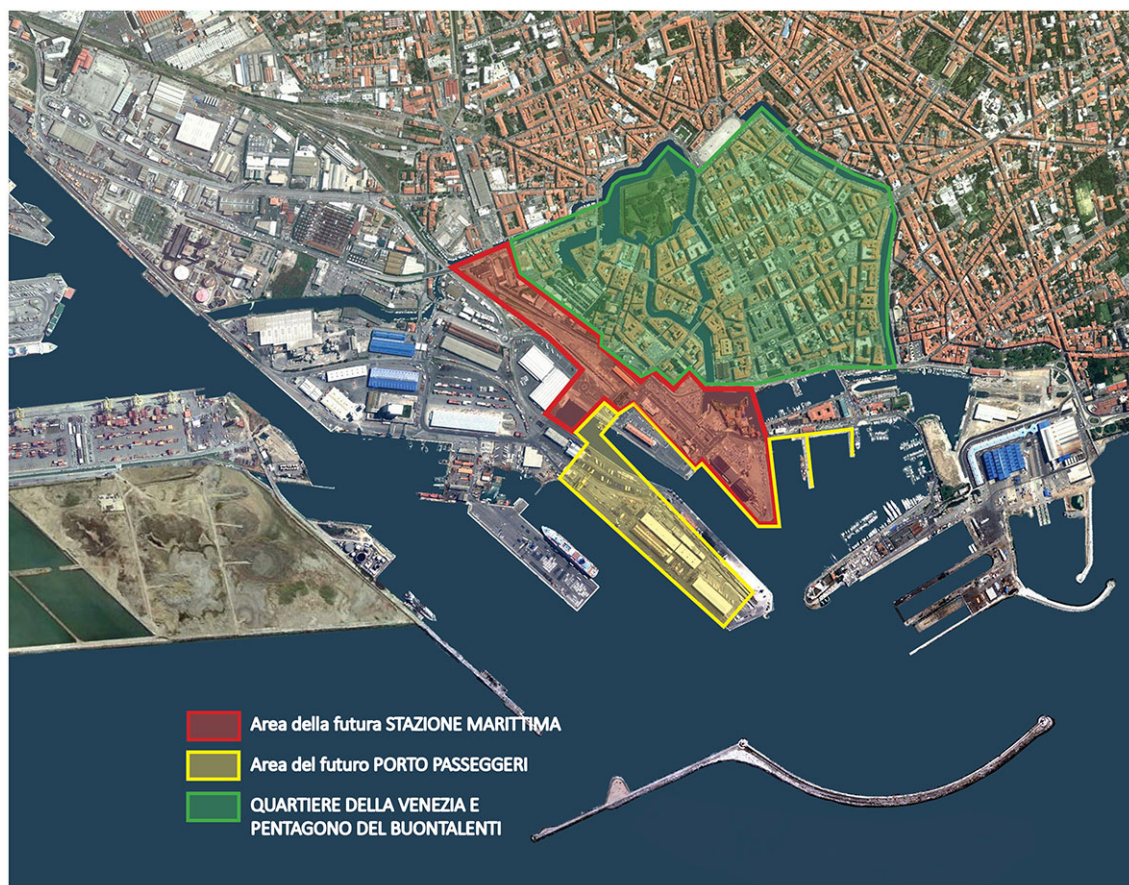 Area della futura STAZIONE MARITTIMA
Area del futuro PORTO PASSEGGERI
QUARTIERE DELLA VENEZIA E
PENTAGONO DEL BUONTALENTI